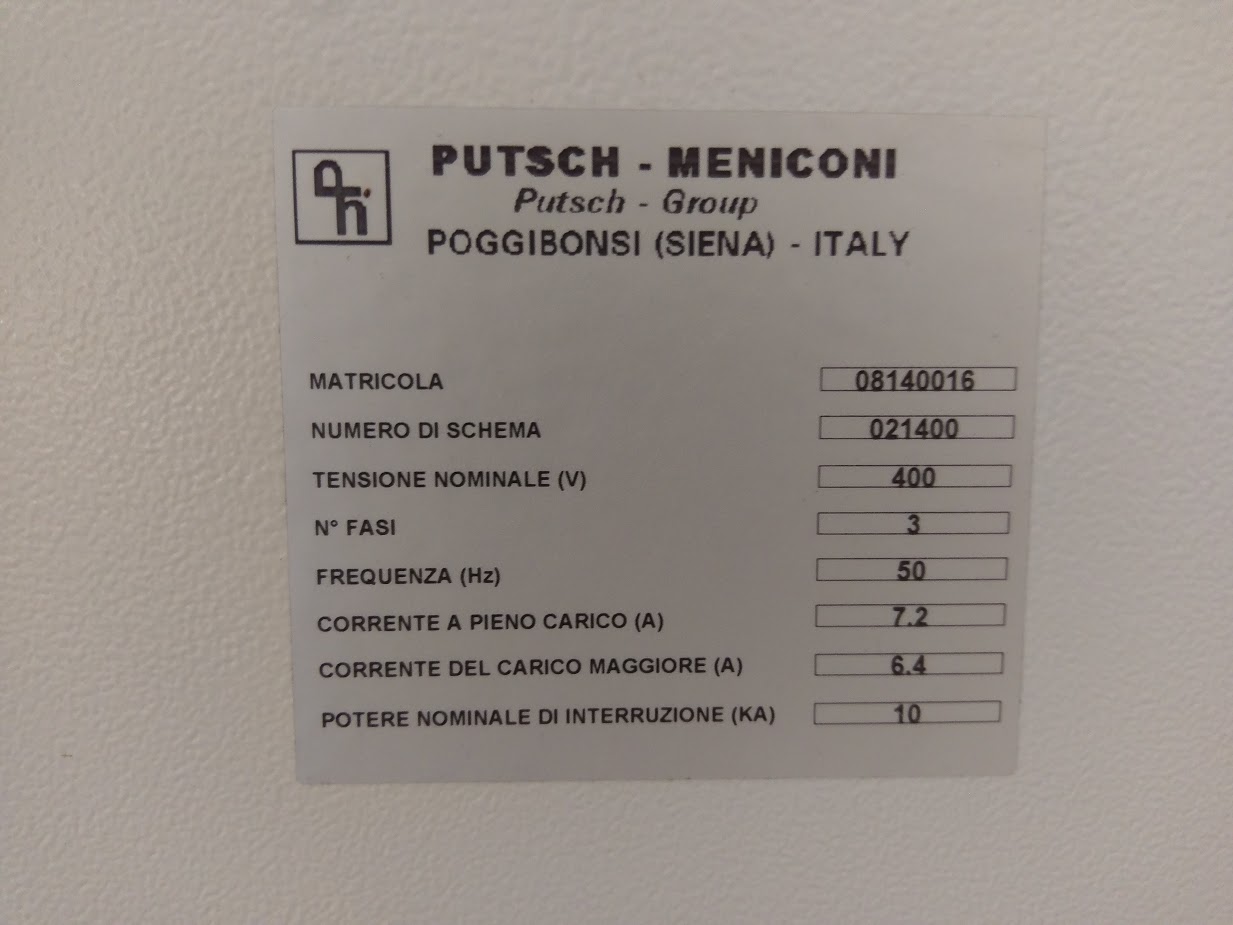 PUTSCH - MENICONI
Putsch - Group
POGGIBONSI (SIENA) - ITALY
MATRICOLA 08140016
NUMERO DI SCHEMA 021400
TENSIONE NOMINALE (V) 400
N° FASI 3
FREQUENZA (Hz) 50
CORRENTE A PIENO CARICO (A) 7.2
CORRENTE DEL CARICO MAGGIORE (A) 6.4
POTERE NOMINALE DI INTERRUZIONE (KA) 10